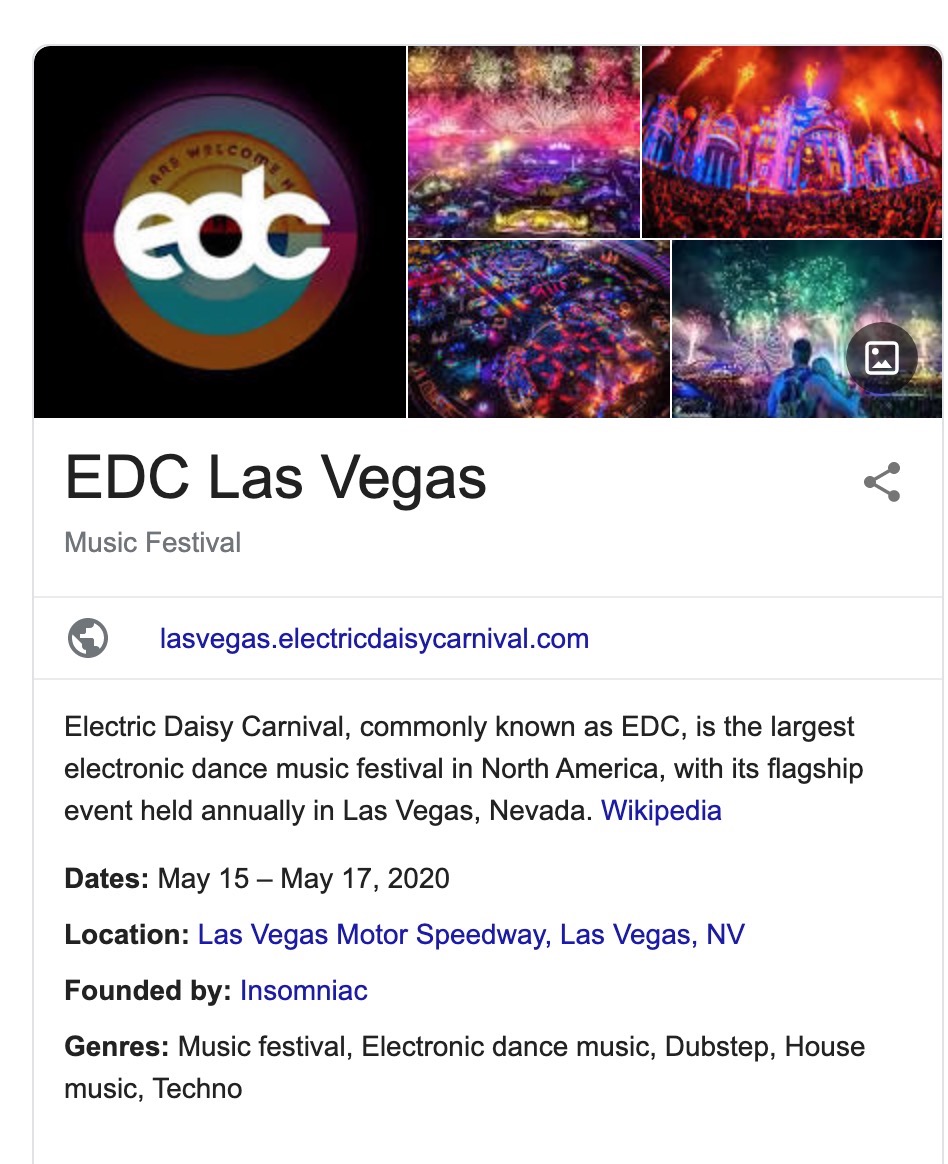 ARS WELCOME H
edc
EDC Las Vegas
Music Festival
lasvegas.electricdaisycarnival.com
Electric Daisy Carnival, commonly known as EDC, is the largest
electronic dance music festival in North America, with its flagship
event held annually in Las Vegas, Nevada. Wikipedia
Dates: May 15 – May 17, 2020
Location: Las Vegas Motor Speedway, Las Vegas, NV
Founded by: Insomniac
Genres: Music festival, Electronic dance music, Dubstep, House
music, Techno